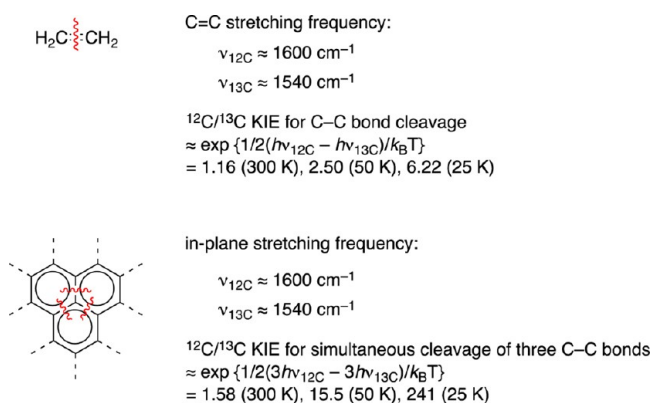 H₂C CH₂
C=C stretching frequency:
ν12C ≈ 1600 cm⁻¹
ν13C ≈ 1540 cm⁻¹
¹²C/¹³C KIE for C–C bond cleavage
≈ exp {1/2(hν12C – hν13C)/kBT}
= 1.16 (300 K), 2.50 (50 K), 6.22 (25 K)
in-plane stretching frequency:
ν12C ≈ 1600 cm⁻¹
ν13C ≈ 1540 cm⁻¹
¹²C/¹³C KIE for simultaneous cleavage of three C–C bonds
≈ exp {1/2(3hν12C – 3hν13C)/kBT}
= 1.58 (300 K), 15.5 (50 K), 241 (25 K)